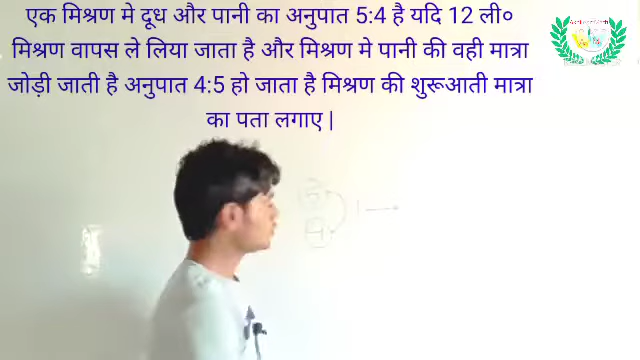 एक मिश्रण मे दूध और पानी का अनुपात 5:4 है यदि 12 ली०
मिश्रण वापस ले लिया जाता है और मिश्रण मे पानी की वही मात्रा
जोड़ी जाती है अनुपात 4:5 हो जाता है मिश्रण की शुरूआती मात्रा
का पता लगाए |